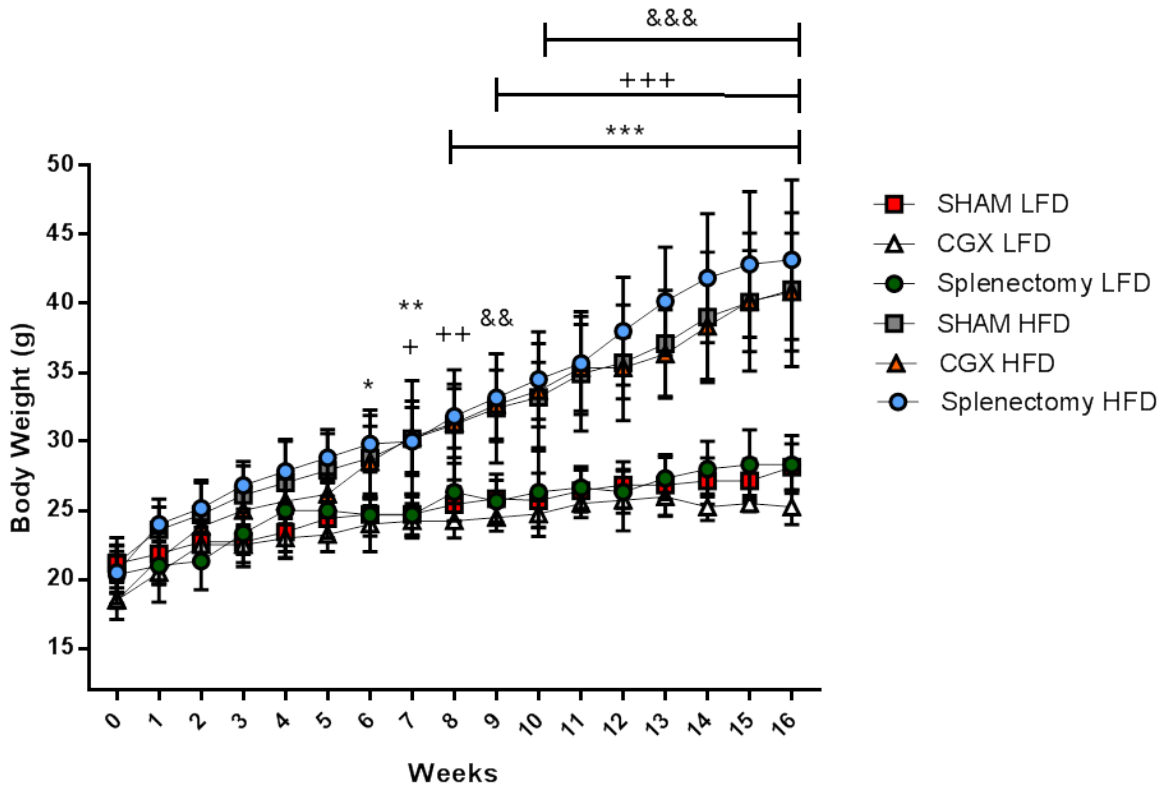 &&&
+++
***
50
45
40
35
30
25
20
15
Body Weight (g)
**
+
++
&&
*
0 1 2 3 4 5 6 7 8 9 10 11 12 13 14 15 16
Weeks
SHAM LFD
CGX LFD
Splenectomy LFD
SHAM HFD
CGX HFD
Splenectomy HFD